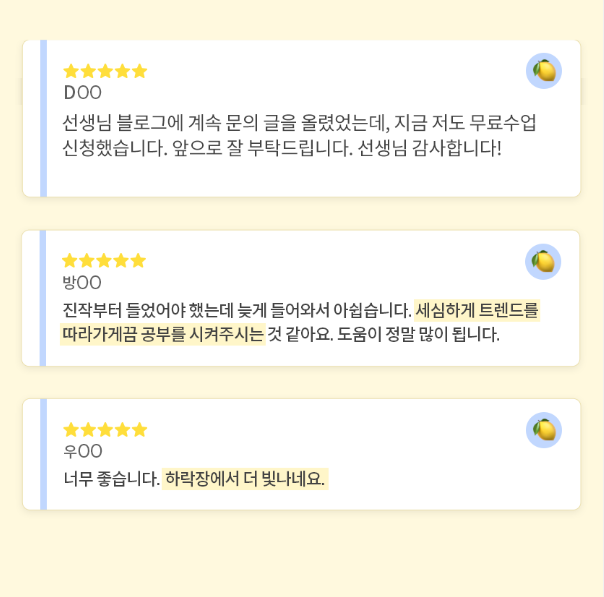 D○○
선생님 블로그에 계속 문의 글을 올렸었는데, 지금 저도 무료수업
신청했습니다. 앞으로 잘 부탁드립니다. 선생님 감사합니다!
방○○
진작부터 들었어야 했는데 늦게 들어와서 아쉽습니다. 세심하게 트렌드를
따라가게끔 공부를 시켜주시는 것 같아요. 도움이 정말 많이 됩니다.
우○○
너무 좋습니다. 하락장에서 더 빛나네요.